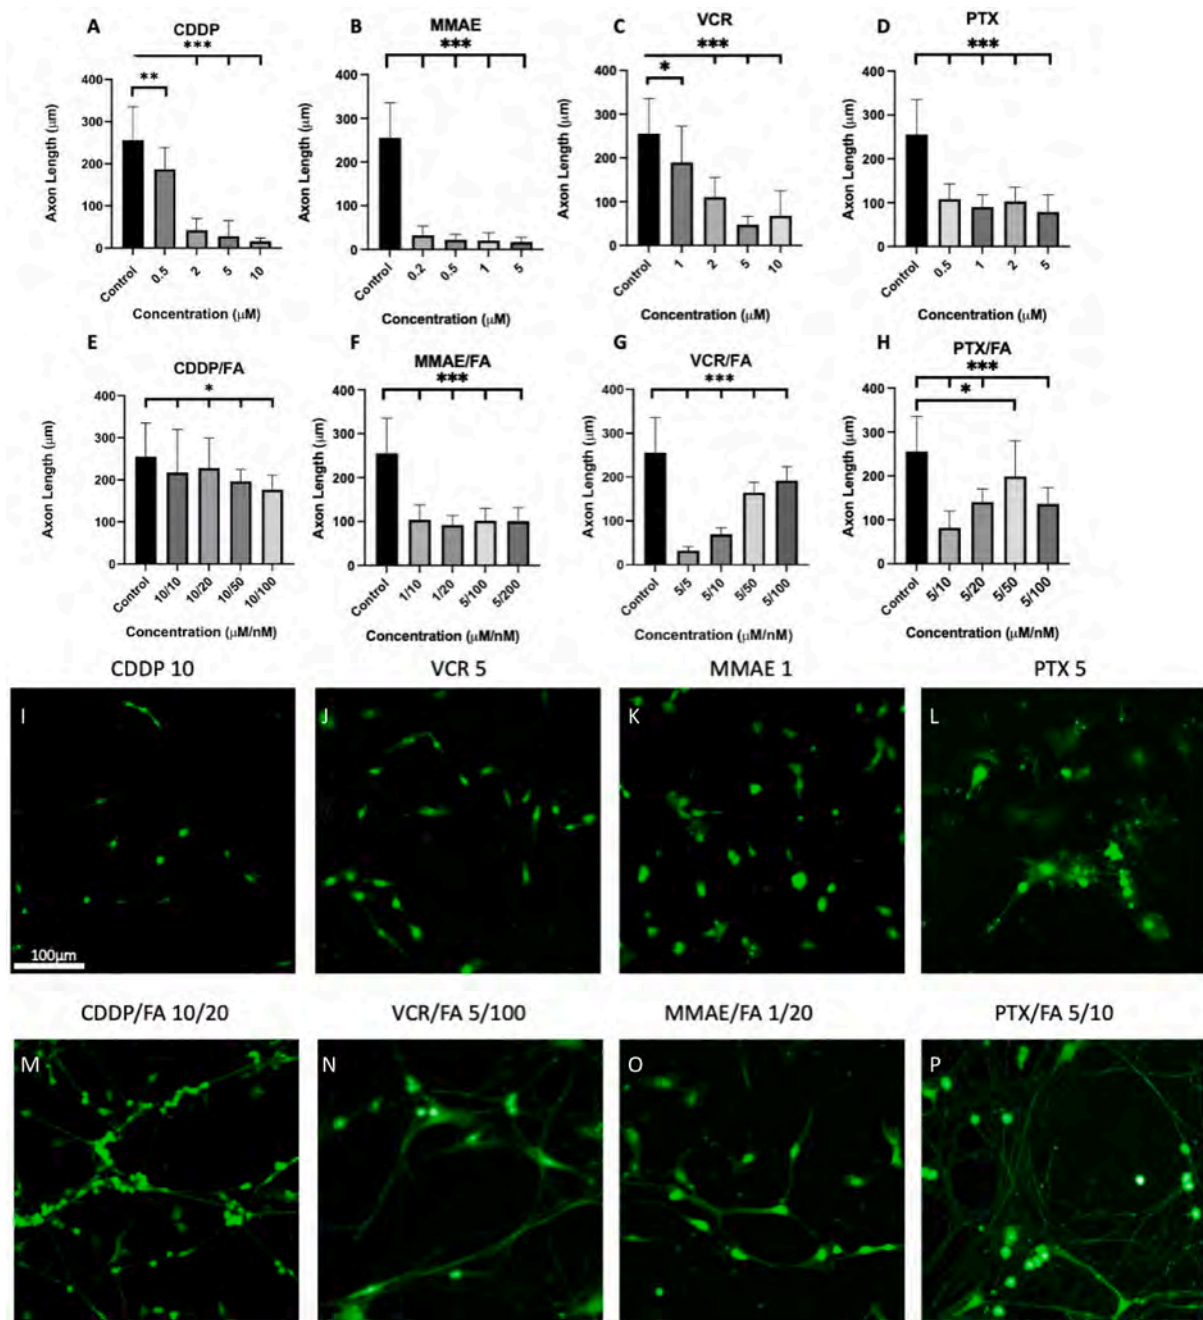 A
CDDP
***
**
400
300
200
100
0
Axon Length (μm)
Control
0.5
2
5
10
Concentration (μM)
B
MMAE
***
400
300
200
100
0
Axon Length (μm)
Control
0.2
0.5
1
5
Concentration (μM)
C
VCR
***
*
400
300
200
100
0
Axon Length (μm)
Control
1
2
5
10
Concentration (μM)
D
PTX
***
400
300
200
100
0
Axon Length (μm)
Control
0.5
1
2
5
Concentration (μM)
E
CDDP/FA
*
400
300
200
100
0
Axon Length (μm)
Control
10/10
10/20
10/50
10/100
Concentration (μM/nM)
F
MMAE/FA
***
400
300
200
100
0
Axon Length (μm)
Control
1/10
1/20
5/100
5/200
Concentration (μM/nM)
G
VCR/FA
***
400
300
200
100
0
Axon Length (μm)
Control
5/5
5/10
5/50
5/100
Concentration (μM/nM)
H
PTX/FA
***
*
400
300
200
100
0
Axon Length (μm)
Control
5/10
5/20
5/50
5/100
Concentration (μM/nM)
CDDP 10
VCR 5
MMAE 1
PTX 5
I
J
K
L
100μm
CDDP/FA 10/20
VCR/FA 5/100
MMAE/FA 1/20
PTX/FA 5/10
M
N
O
P